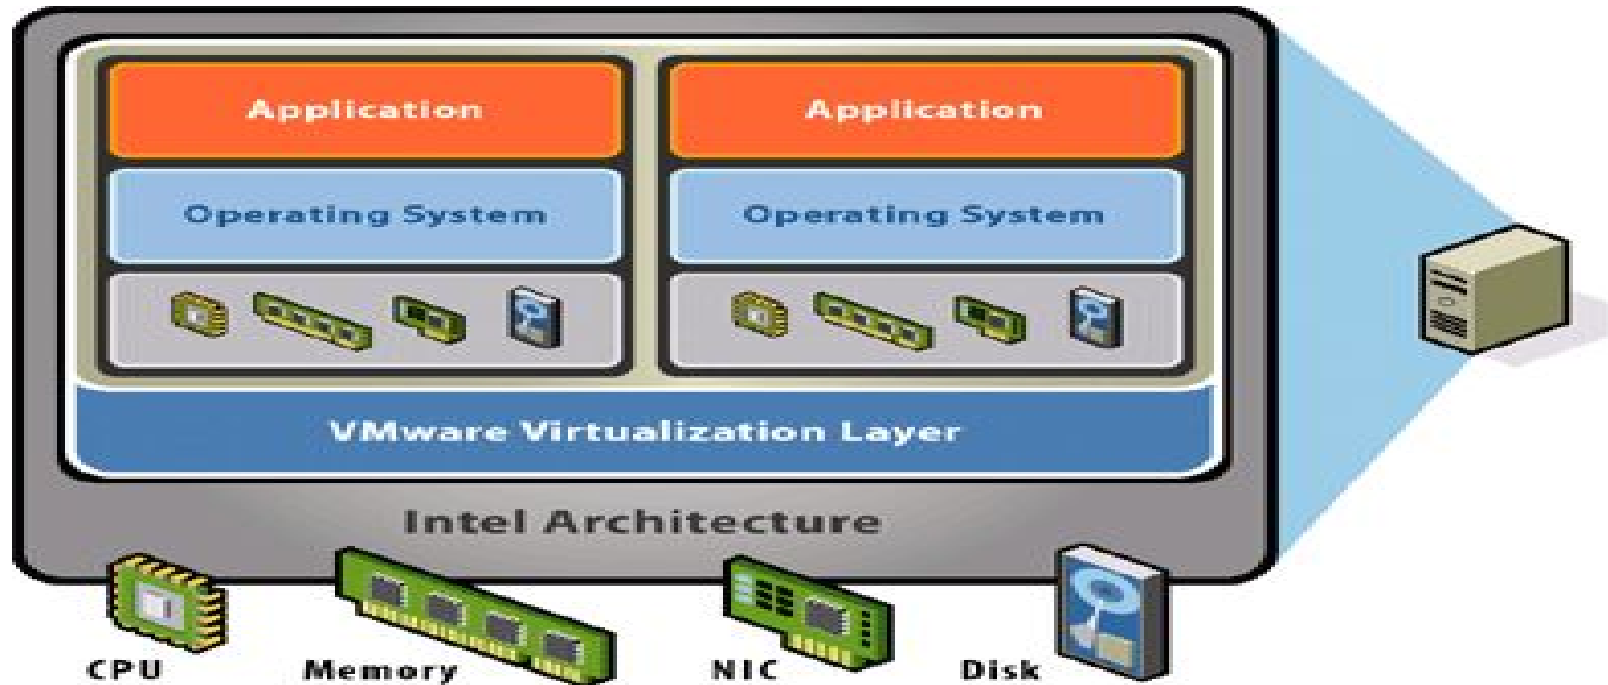 Application
Application
Operating System
Operating System
VMware Virtualization Layer
Intel Architecture
CPU
Memory
NIC
Disk